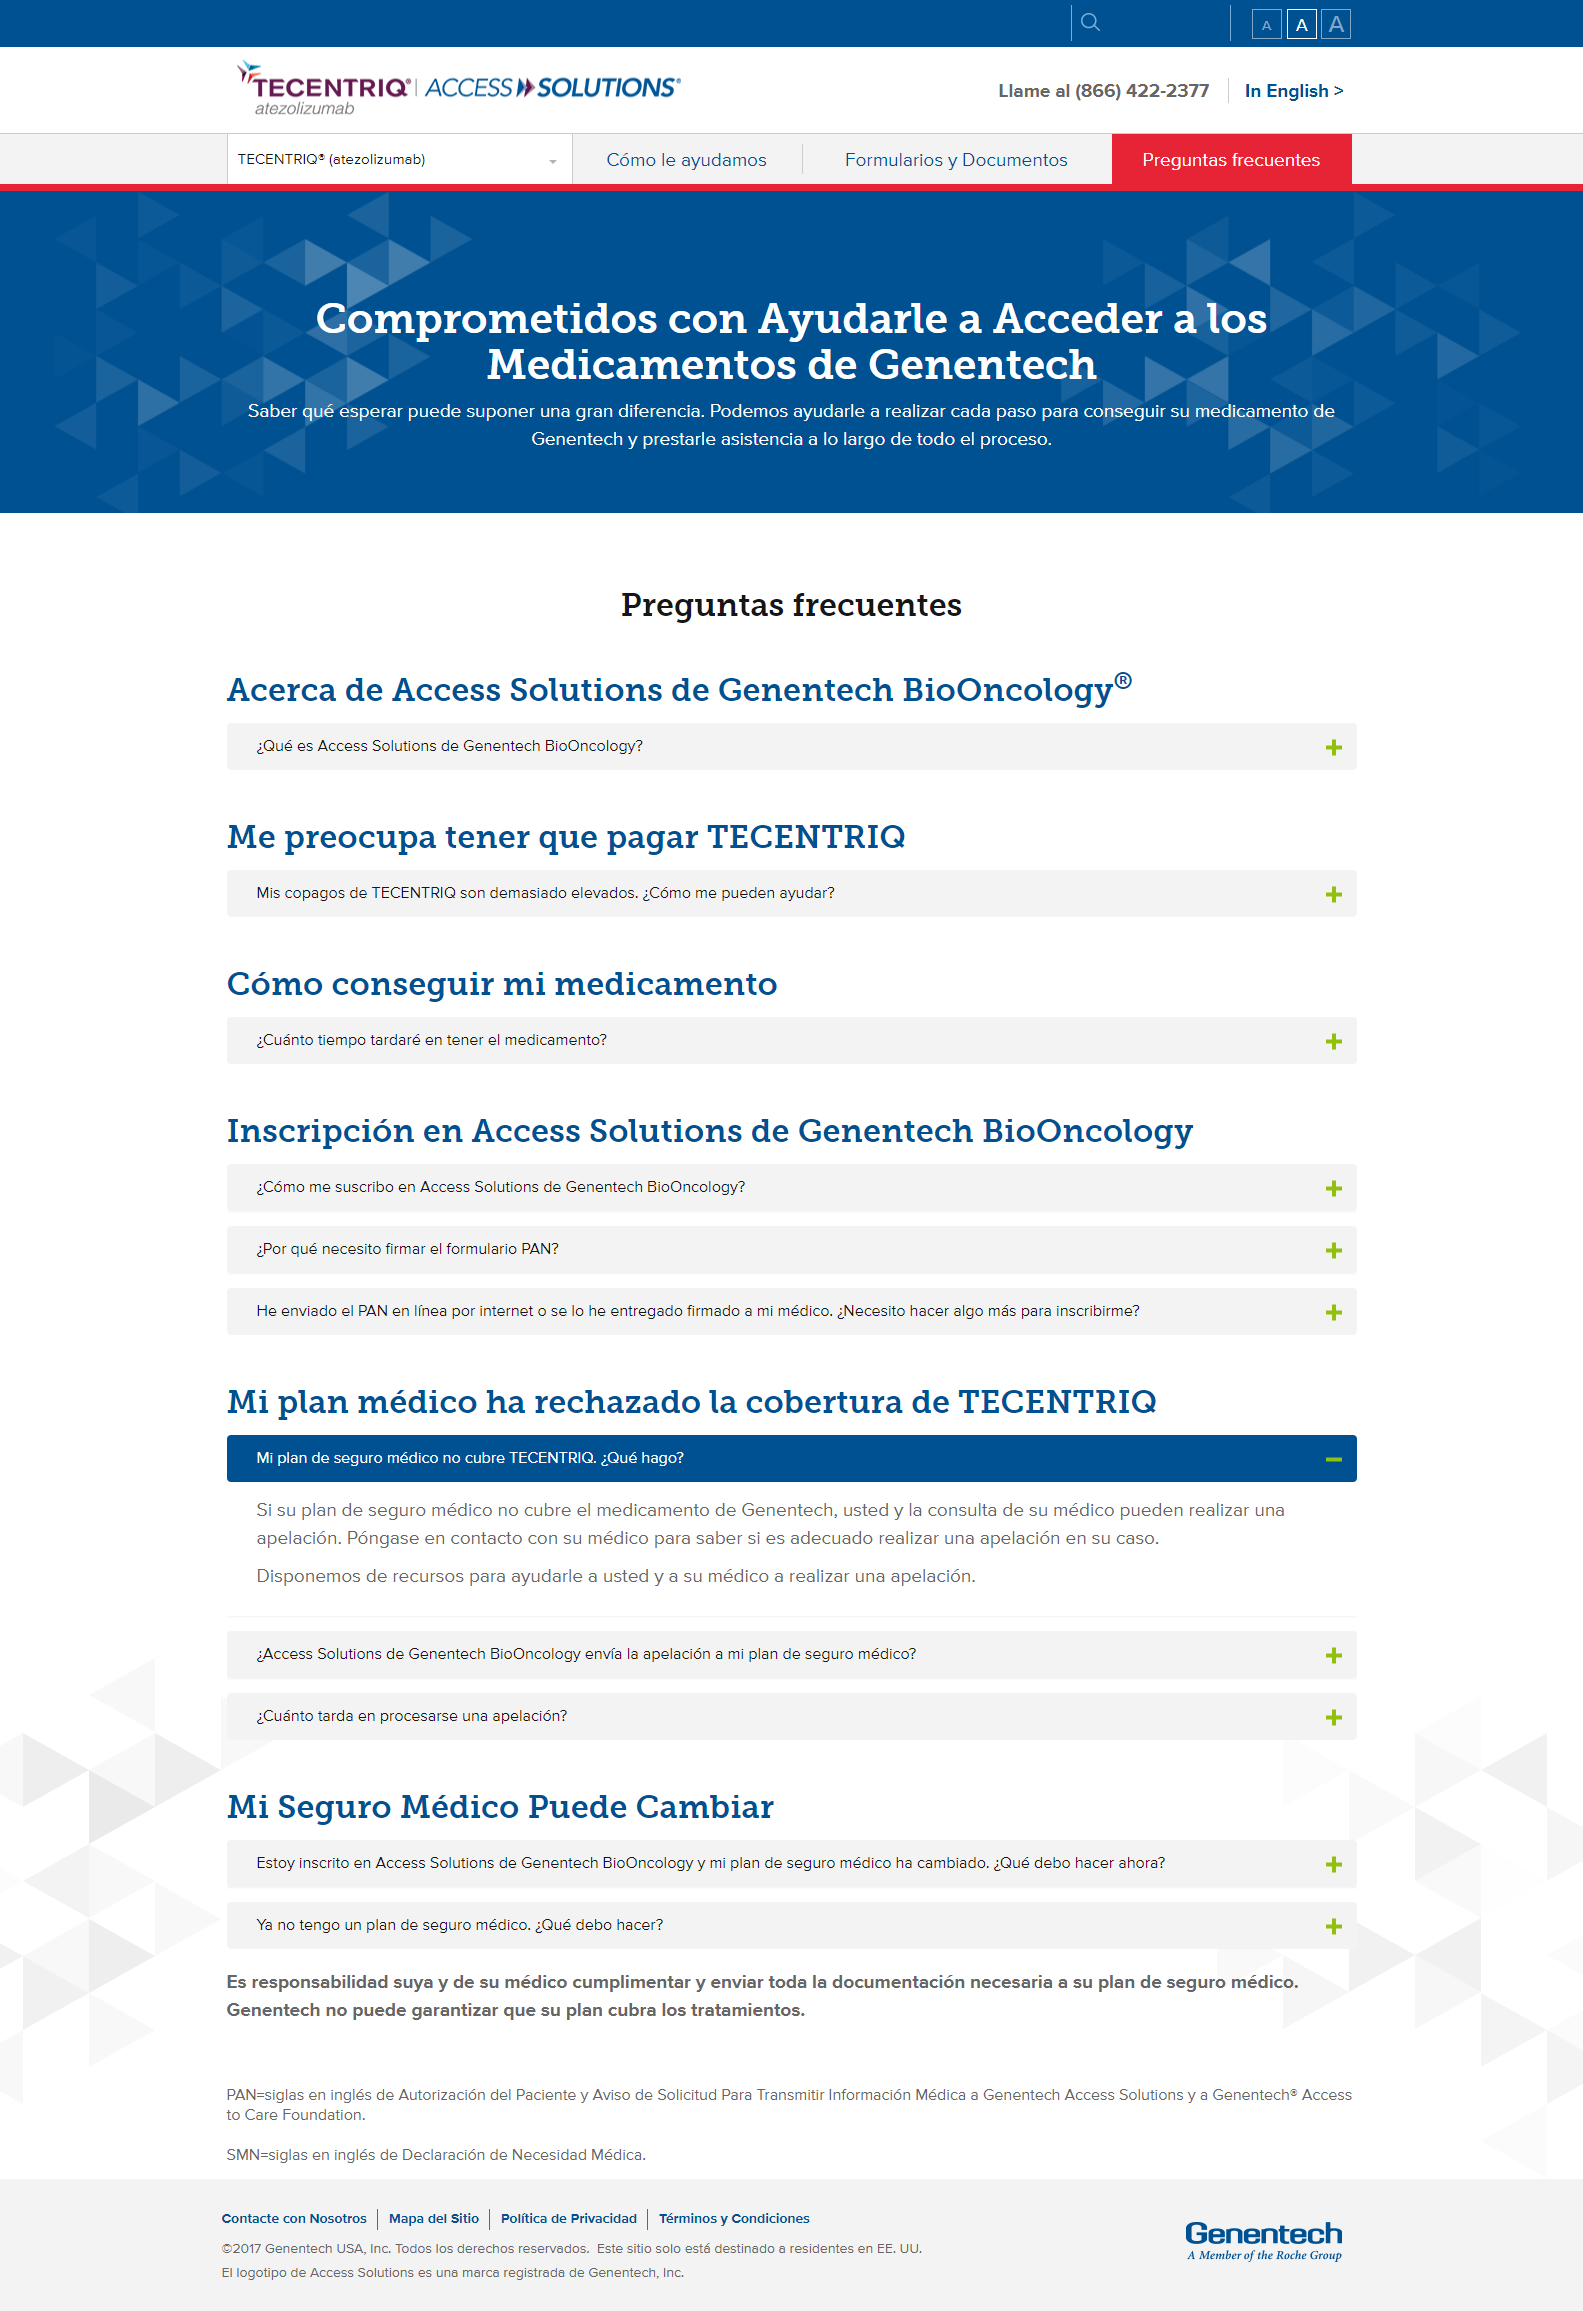 A A A
TECENTRIQ® | ACCESS SOLUTIONS®
atezolizumab
Llame al (866) 422-2377
In English >
TECENTRIQ® (atezolizumab)
Cómo le ayudamos
Formularios y Documentos
Preguntas frecuentes
Comprometidos con Ayudarle a Acceder a los
Medicamentos de Genentech
Saber qué esperar puede suponer una gran diferencia. Podemos ayudarle a realizar cada paso para conseguir su medicamento de
Genentech y prestarle asistencia a lo largo de todo el proceso.
Preguntas frecuentes
Acerca de Access Solutions de Genentech BioOncology®
¿Qué es Access Solutions de Genentech BioOncology?
Me preocupa tener que pagar TECENTRIQ
Mis copagos de TECENTRIQ son demasiado elevados. ¿Cómo me pueden ayudar?
Cómo conseguir mi medicamento
¿Cuánto tiempo tardaré en tener el medicamento?
Inscripción en Access Solutions de Genentech BioOncology
¿Cómo me suscribo en Access Solutions de Genentech BioOncology?
¿Por qué necesito firmar el formulario PAN?
He enviado el PAN en línea por internet o se lo he entregado firmado a mi médico. ¿Necesito hacer algo más para inscribirme?
Mi plan médico ha rechazado la cobertura de TECENTRIQ
Mi plan de seguro médico no cubre TECENTRIQ. ¿Qué hago?
Si su plan de seguro médico no cubre el medicamento de Genentech, usted y la consulta de su médico pueden realizar una
apelación. Póngase en contacto con su médico para saber si es adecuado realizar una apelación en su caso.
Disponemos de recursos para ayudarle a usted y a su médico a realizar una apelación.
¿Access Solutions de Genentech BioOncology envía la apelación a mi plan de seguro médico?
¿Cuánto tarda en procesarse una apelación?
Mi Seguro Médico Puede Cambiar
Estoy inscrito en Access Solutions de Genentech BioOncology y mi plan de seguro médico ha cambiado. ¿Qué debo hacer ahora?
Ya no tengo un plan de seguro médico. ¿Qué debo hacer?
Es responsabilidad suya y de su médico cumplimentar y enviar toda la documentación necesaria a su plan de seguro médico.
Genentech no puede garantizar que su plan cubra los tratamientos.
PAN=siglas en inglés de Autorización del Paciente y Aviso de Solicitud Para Transmitir Información Médica a Genentech Access Solutions y a Genentech® Access
to Care Foundation.
SMN=siglas en inglés de Declaración de Necesidad Médica.
Contacte con Nosotros | Mapa del Sitio | Política de Privacidad | Términos y Condiciones
©2017 Genentech USA, Inc. Todos los derechos reservados. Este sitio solo está destinado a residentes en EE. UU.
El logotipo de Access Solutions es una marca registrada de Genentech, Inc.
Genentech
A Member of the Roche Group